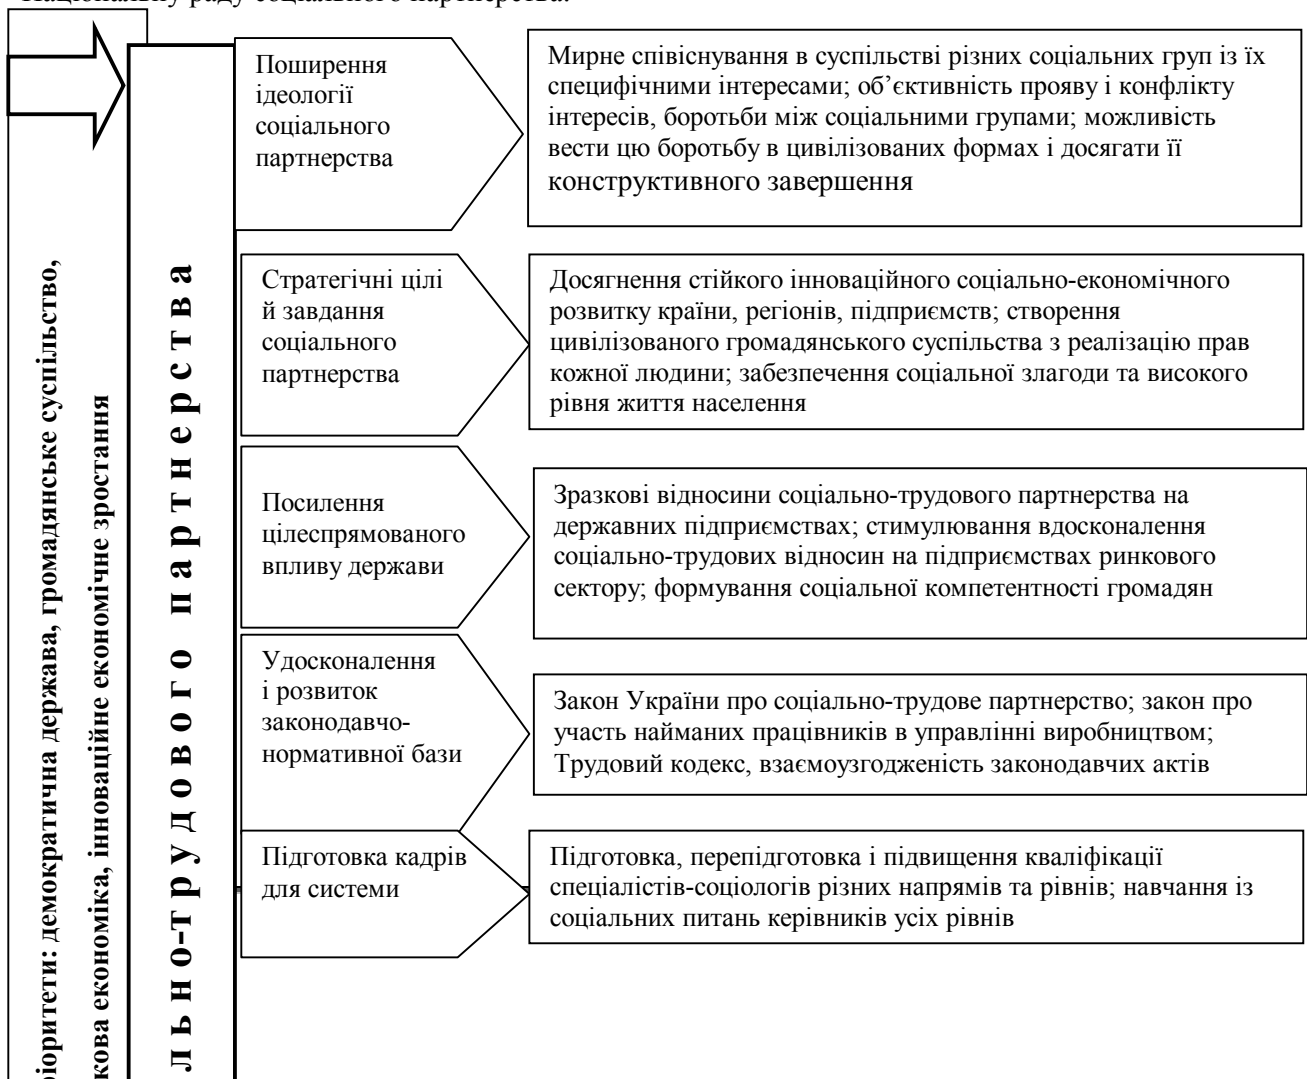 Національну раду соціального партнерства.
Поширення
ідеології
соціального
партнерства
Мирне співіснування в суспільстві різних соціальних груп із їх
специфічними інтересами; об’єктивність прояву і конфлікту
інтересів, боротьби між соціальними групами; можливість
вести цю боротьбу в цивілізованих формах і досягати її
конструктивного завершення
Стратегічні цілі
й завдання
соціального
партнерства
Досягнення стійкого інноваційного соціально-економічного
розвитку країни, регіонів, підприємств; створення
цивілізованого громадянського суспільства з реалізацію прав
кожної людини; забезпечення соціальної злагоди та високого
рівня життя населення
Посилення
цілеспрямованого
впливу держави
Зразкові відносини соціально-трудового партнерства на
державних підприємствах; стимулювання вдосконалення
соціально-трудових відносин на підприємствах ринкового
сектору; формування соціальної компетентності громадян
Удосконалення
і розвиток
законодавчо-
нормативної бази
Закон України про соціально-трудове партнерство; закон про
участь найманих працівників в управлінні виробництвом;
Трудовий кодекс, взаємоузгодженість законодавчих актів
Підготовка кадрів
для системи
Підготовка, перепідготовка і підвищення кваліфікації
спеціалістів-соціологів різних напрямів та рівнів; навчання із
соціальних питань керівників усіх рівнів
іоритети: демократична держава, громадянське суспільство,
кова економіка, інноваційне економічне зростання
льно-трудового партнерства